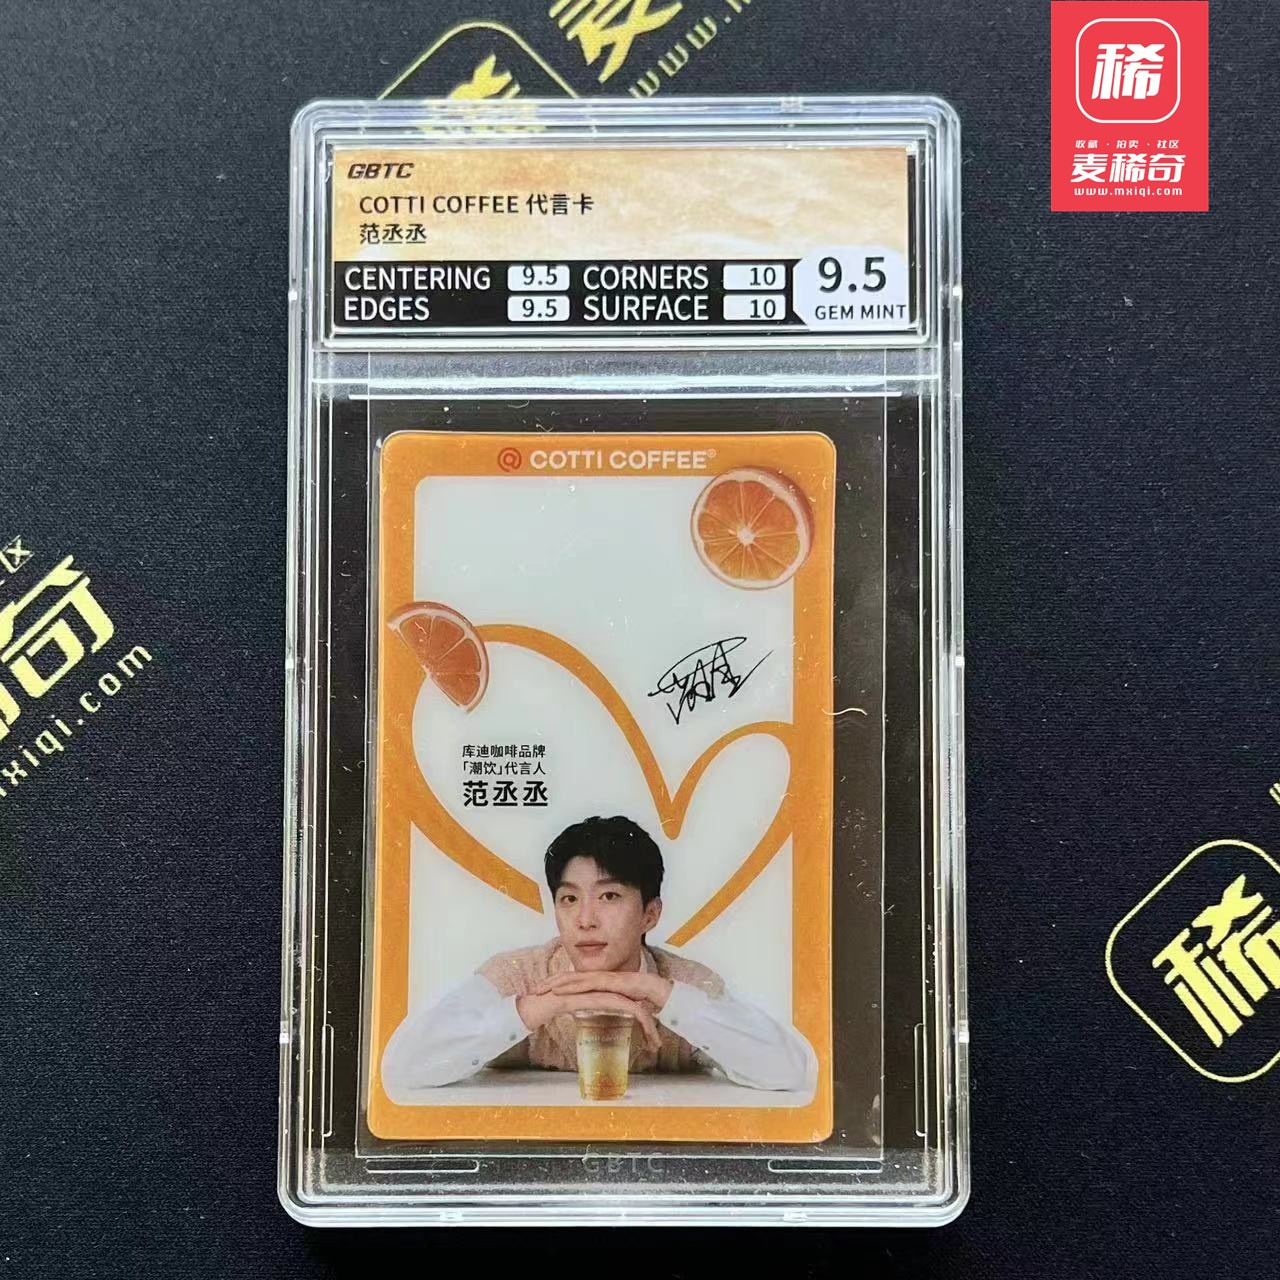 稀
收藏 · 拍卖 · 社区
麦稀奇
www.mxiqi.com
GBTC
COTTI COFFEE 代言卡
范丞丞
CENTERING 9.5 CORNERS 10
EDGES 9.5 SURFACE 10
9.5
GEM MINT
COTTI COFFEE®
库迪咖啡品牌
「潮饮」代言人
范丞丞
GBTC
稀